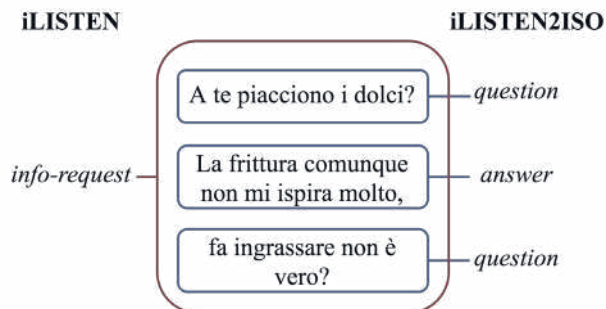 iLISTEN
iLISTEN2ISO
A te piacciono i dolci?
question
info-request
La frittura comunque
non mi ispira molto,
answer
fa ingrassare non è
vero?
question